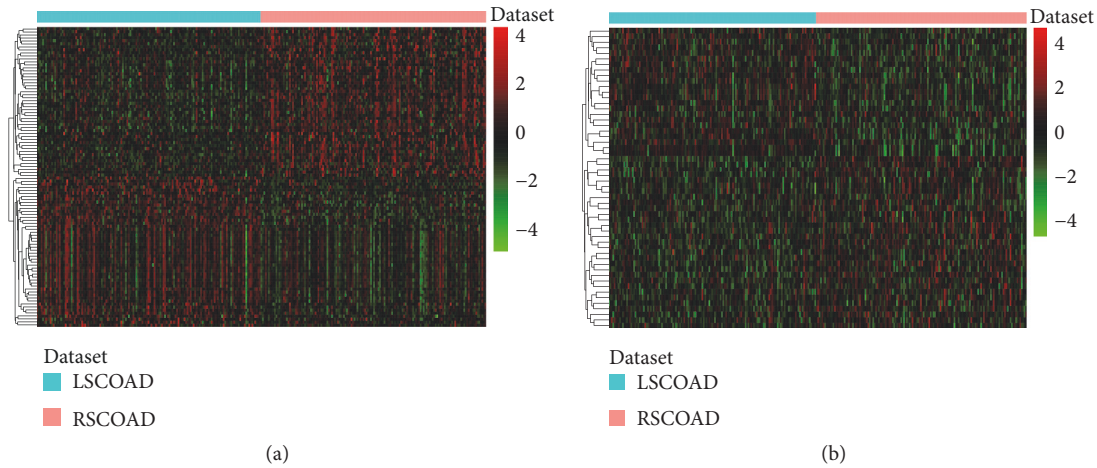 Dataset
4
2
0
−2
−4
Dataset
LSCOAD
RSCOAD
(a)
Dataset
4
2
0
−2
−4
Dataset
LSCOAD
RSCOAD
(b)